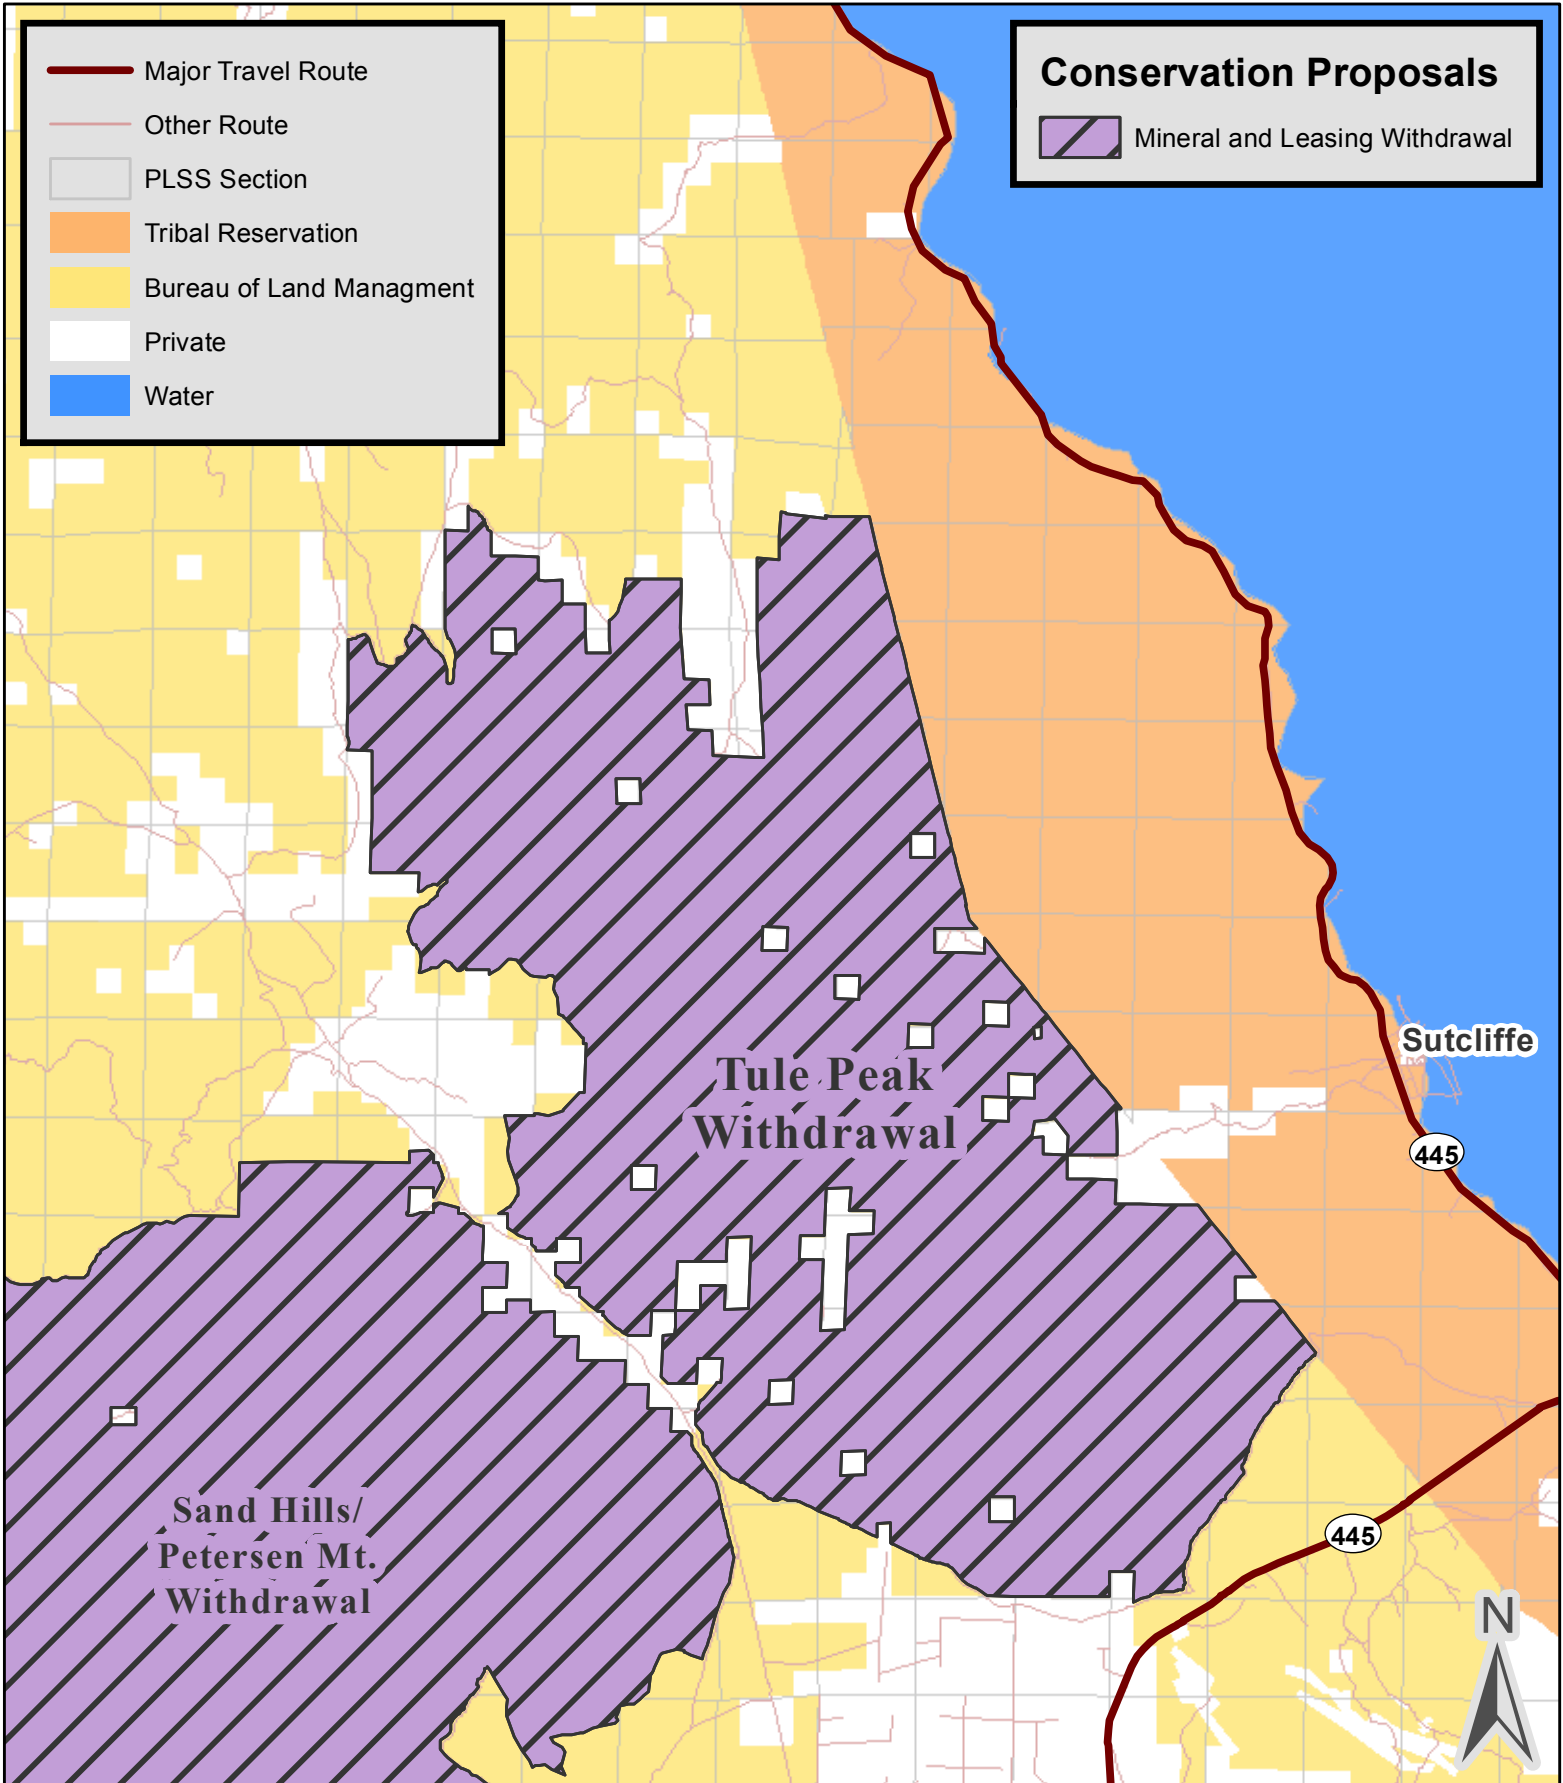 Major Travel Route
Other Route
PLSS Section
Tribal Reservation
Bureau of Land Managment
Private
Water
Conservation Proposals
Mineral and Leasing Withdrawal
Sutcliffe
Tule Peak
Withdrawal
445
445
Sand Hills/
Petersen Mt.
Withdrawal
N